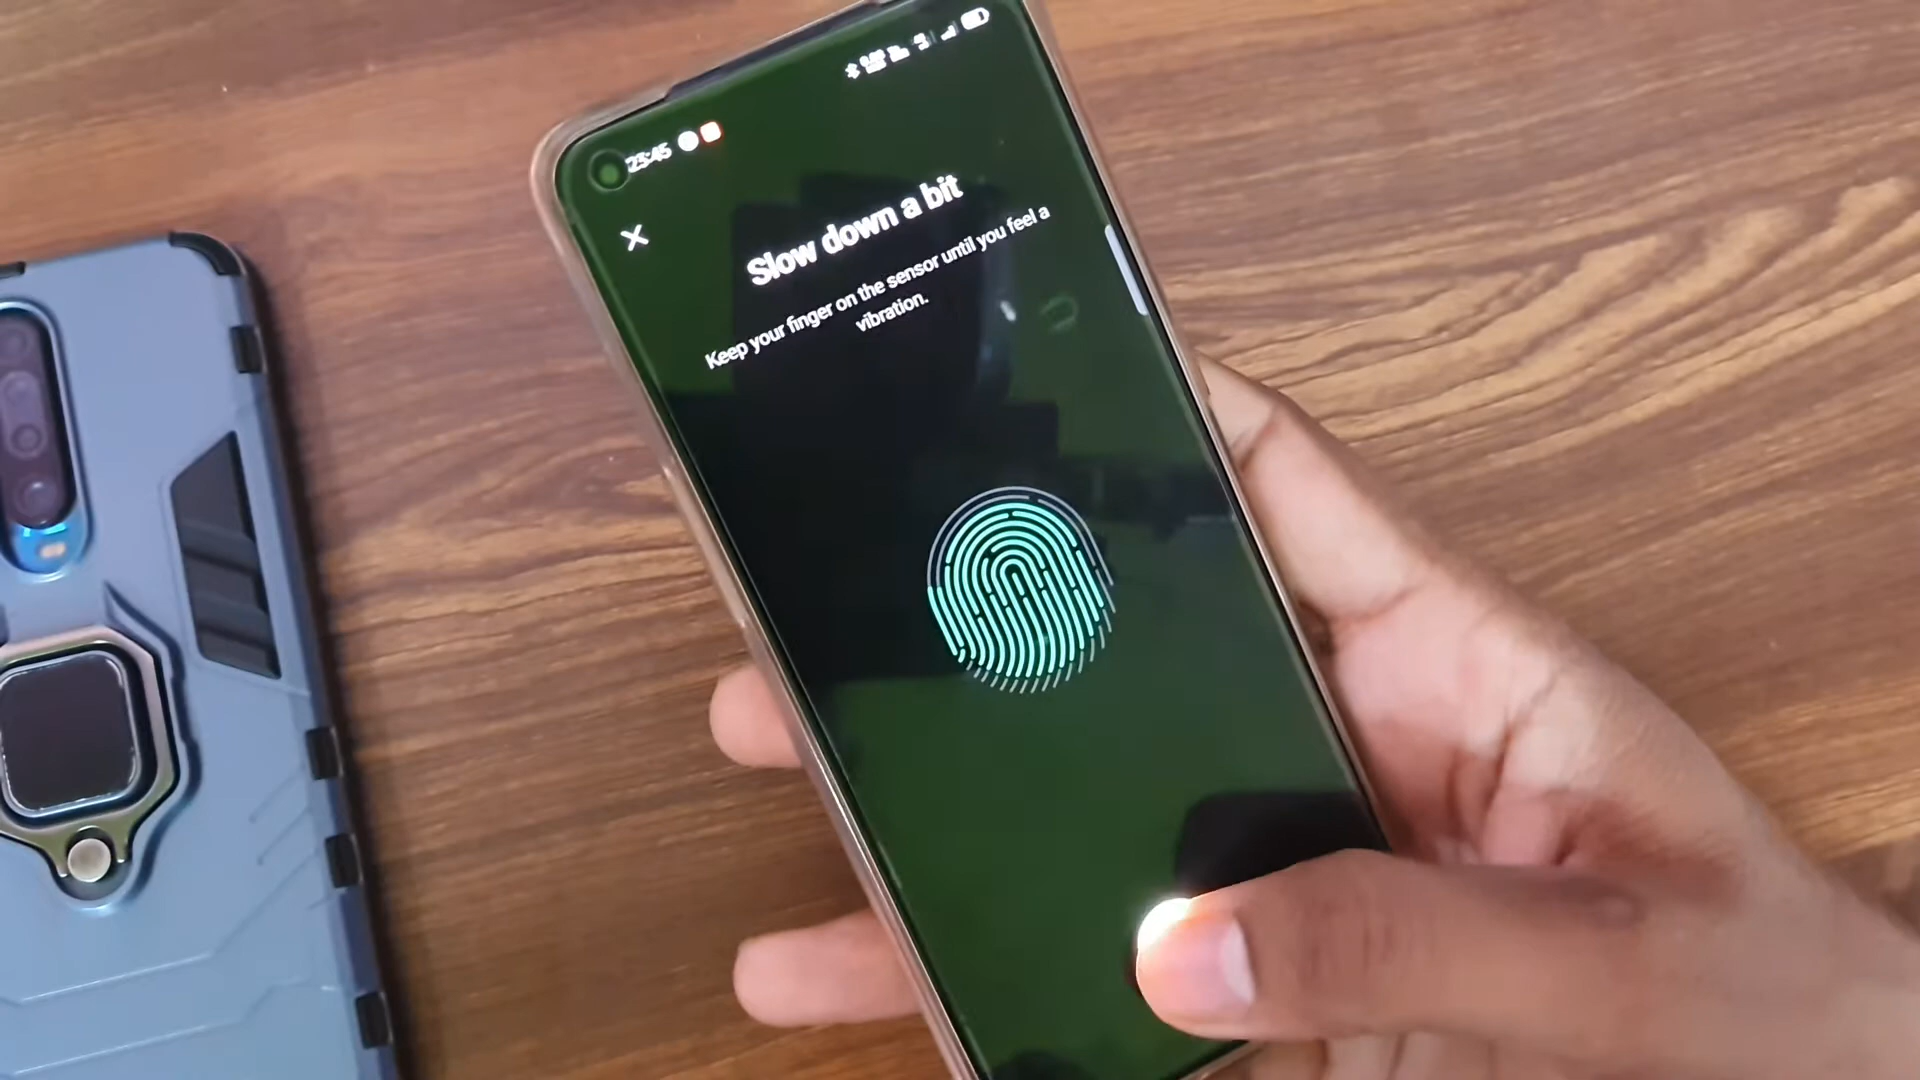 23:45
Slow down a bit
Keep your finger on the sensor until you feel a
vibration.